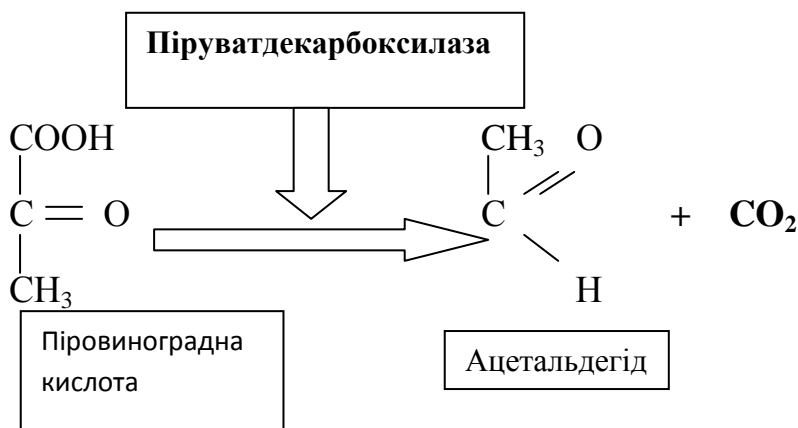 Піруватдекарбоксилаза
COOH
C = O
CH₃
CH₃ O
C
H
+ CO₂
Піровиноградна
кислота
Ацетальдегід